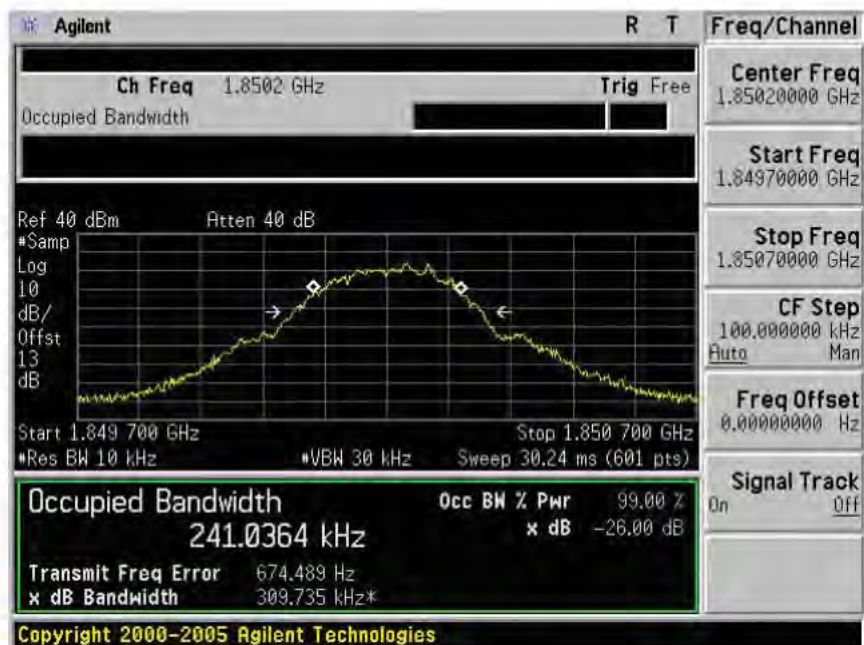 Agilent R T Freq/Channel
Ch Freq 1.8502 GHz Trig Free
Occupied Bandwidth
Center Freq
1.85020000 GHz
Start Freq
1.84970000 GHz
Stop Freq
1.85070000 GHz
CF Step
100.000000 kHz
Auto Man
Freq Offset
0.00000000 Hz
Signal Track
On Off
Ref 40 dBm Atten 40 dB
#Samp
Log
10
dB/
Offst
13
dB
Start 1.849 700 GHz Stop 1.850 700 GHz
#Res BW 10 kHz #VBW 30 kHz Sweep 30.24 ms (601 pts)
Occupied Bandwidth Occ BW % Pwr 99.00 %
241.0364 kHz x dB -26.00 dB
Transmit Freq Error 674.489 Hz
x dB Bandwidth 309.735 kHz*
Copyright 2000-2005 Agilent Technologies